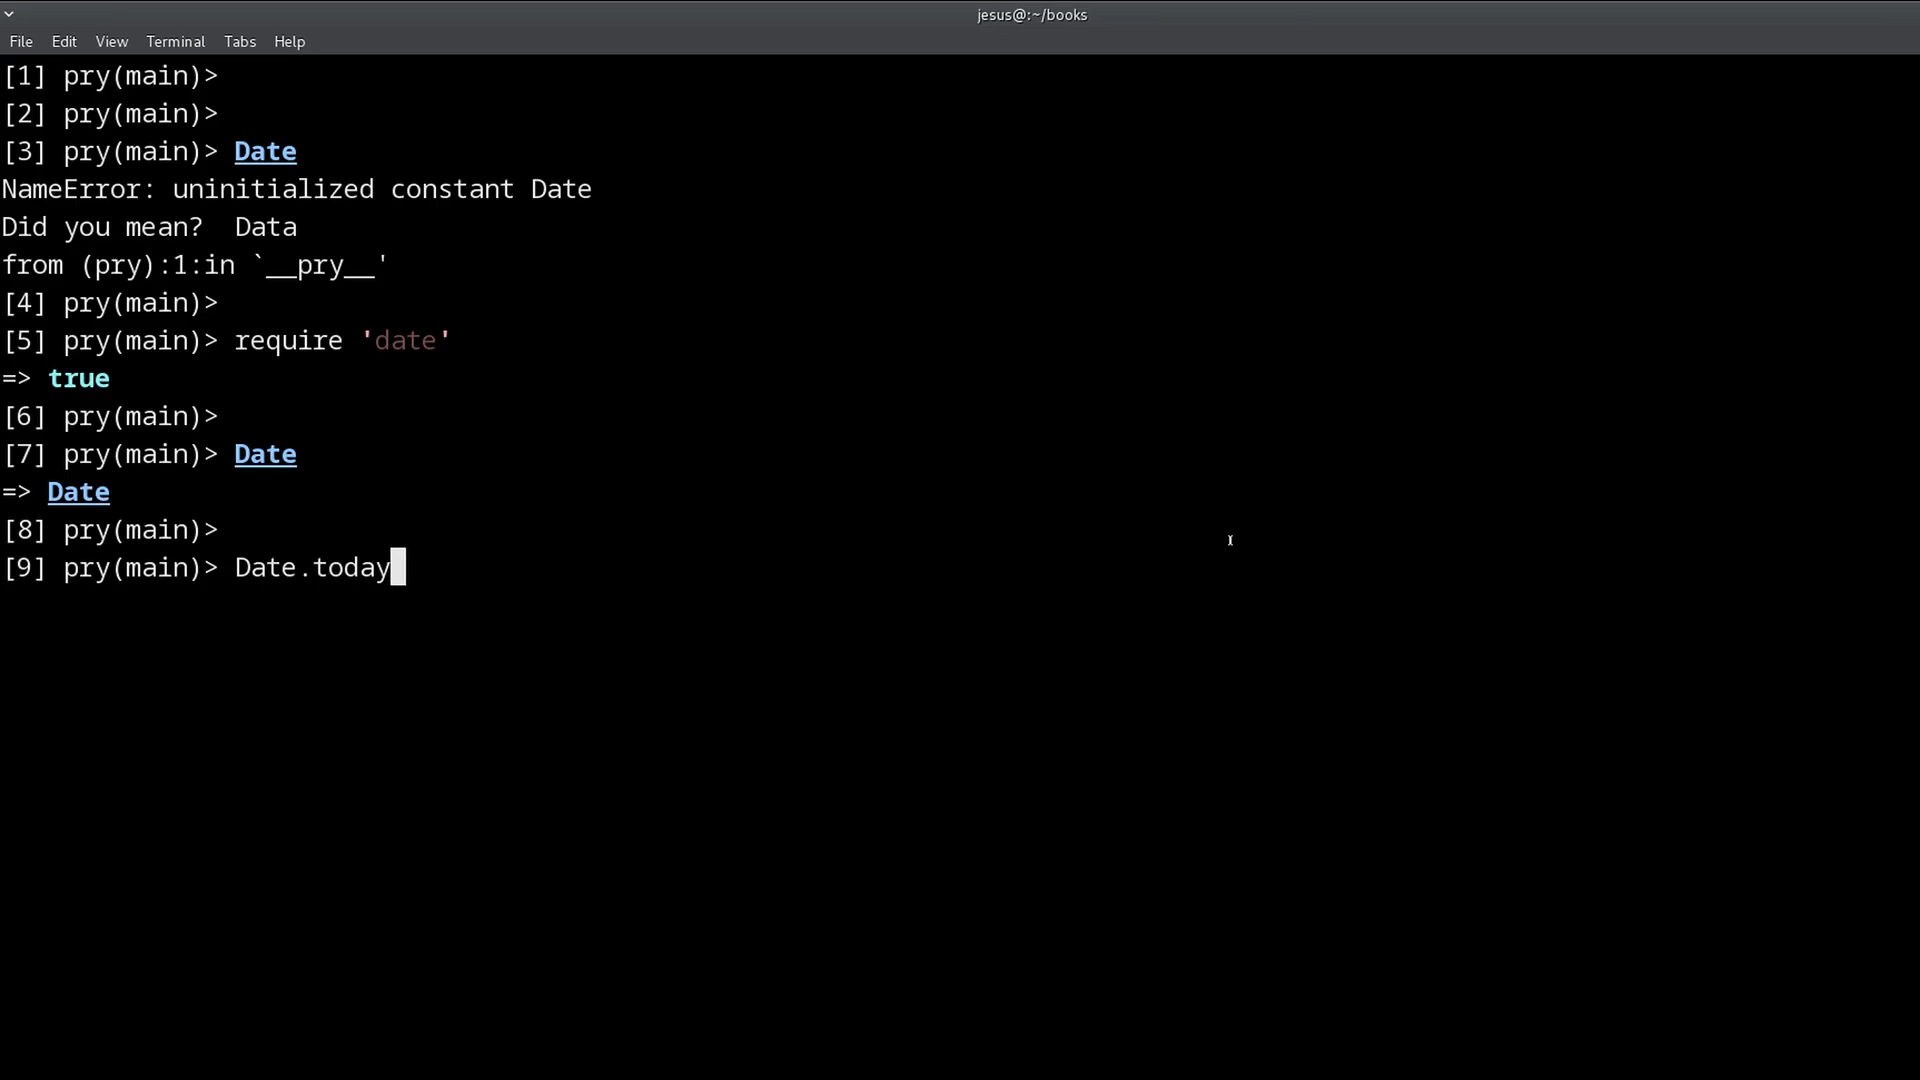 jesus@:~/books
File Edit View Terminal Tabs Help
[1] pry(main)>
[2] pry(main)>
[3] pry(main)> Date
NameError: uninitialized constant Date
Did you mean?  Data
from (pry):1:in `__pry__'
[4] pry(main)>
[5] pry(main)> require 'date'
=> true
[6] pry(main)>
[7] pry(main)> Date
=> Date
[8] pry(main)>
[9] pry(main)> Date.today